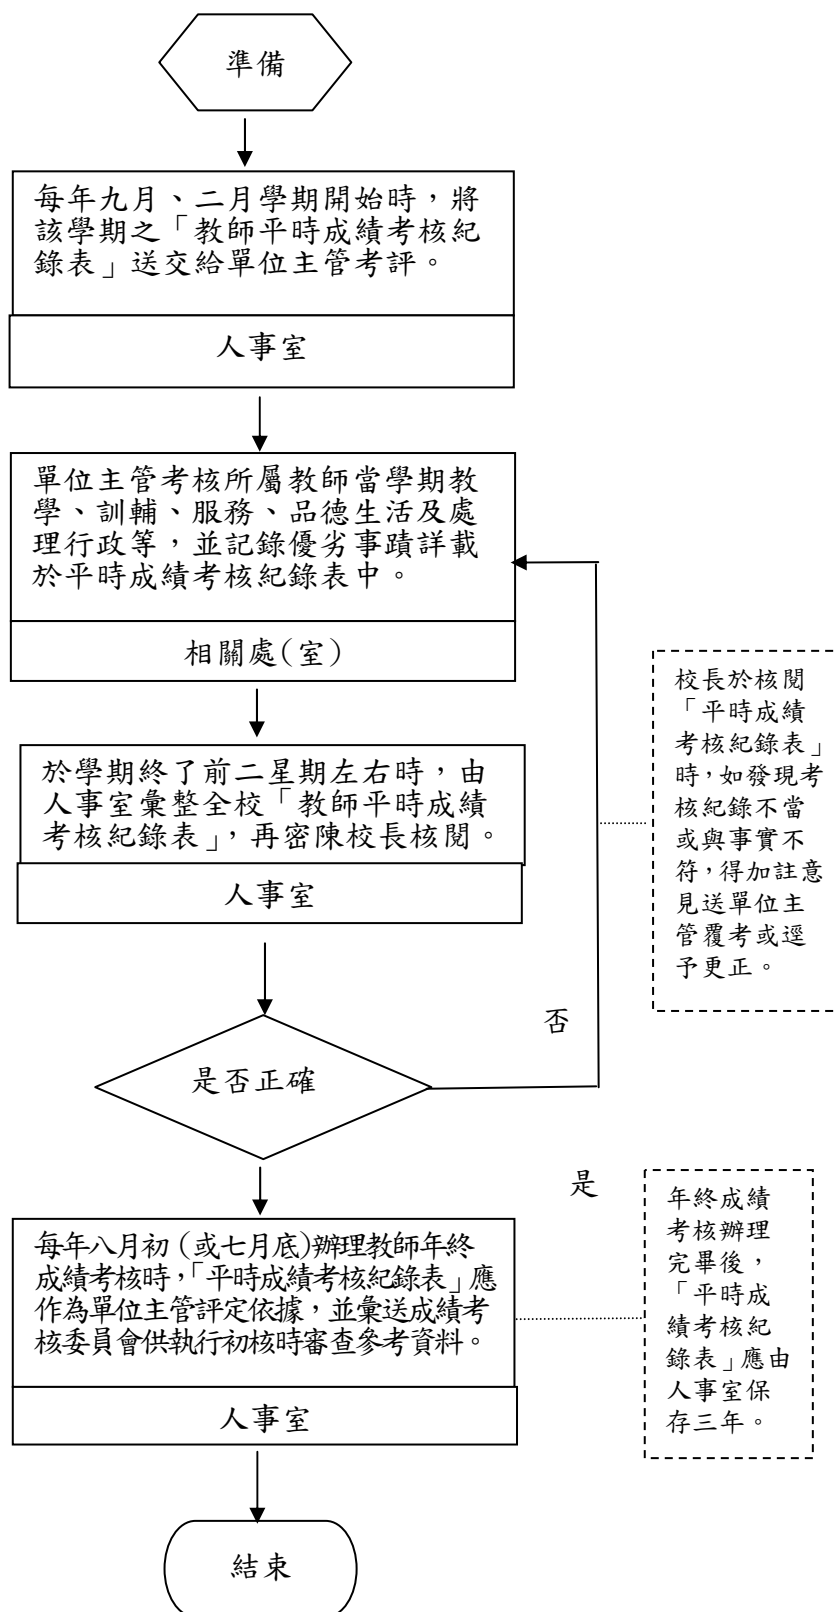 準備
每年九月、二月學期開始時，將
該學期之「教師平時成績考核紀
錄表」送交給單位主管考評。
人事室
單位主管考核所屬教師當學期教
學、訓輔、服務、品德生活及處
理行政等，並記錄優劣事蹟詳載
於平時成績考核紀錄表中。
相關處(室)
校長於核閱
「平時成績
考核紀錄表」
時，如發現考
核紀錄不當
或與事實不
符，得加註意
見送單位主
管覆考或逕
予更正。
於學期終了前二星期左右時，由
人事室彙整全校「教師平時成績
考核紀錄表」，再密陳校長核閱。
人事室
否
是否正確
是
每年八月初(或七月底)辦理教師年終
成績考核時，「平時成績考核紀錄表」應
作為單位主管評定依據，並彙送成績考
核委員會供執行初核時審查參考資料。
人事室
年終成績
考核辦理
完畢後，
「平時成
績考核紀
錄表」應由
人事室保
存三年。
結束